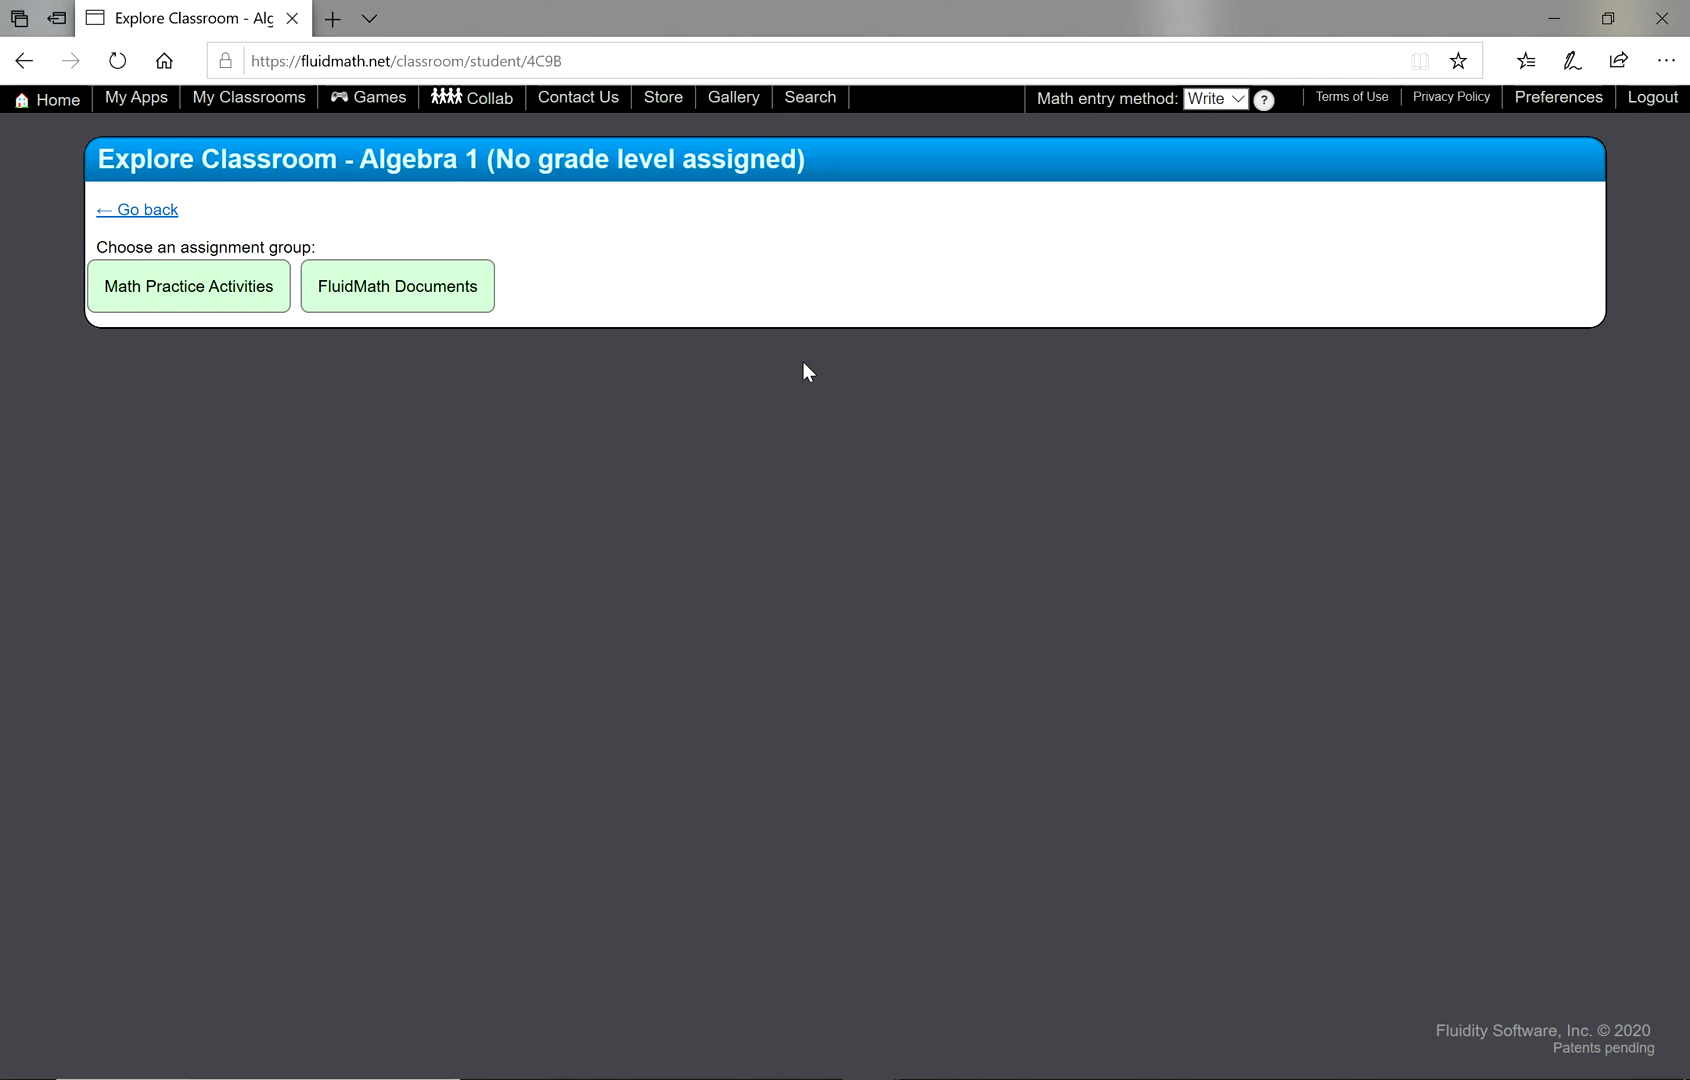 Explore Classroom - Alg
https://fluidmath.net/classroom/student/4C9B
Home My Apps My Classrooms Games Collab Contact Us Store Gallery Search Math entry method: Write ? Terms of Use Privacy Policy Preferences Logout
Explore Classroom - Algebra 1 (No grade level assigned)
← Go back
Choose an assignment group:
Math Practice Activities FluidMath Documents
Fluidity Software, Inc. © 2020
Patents pending